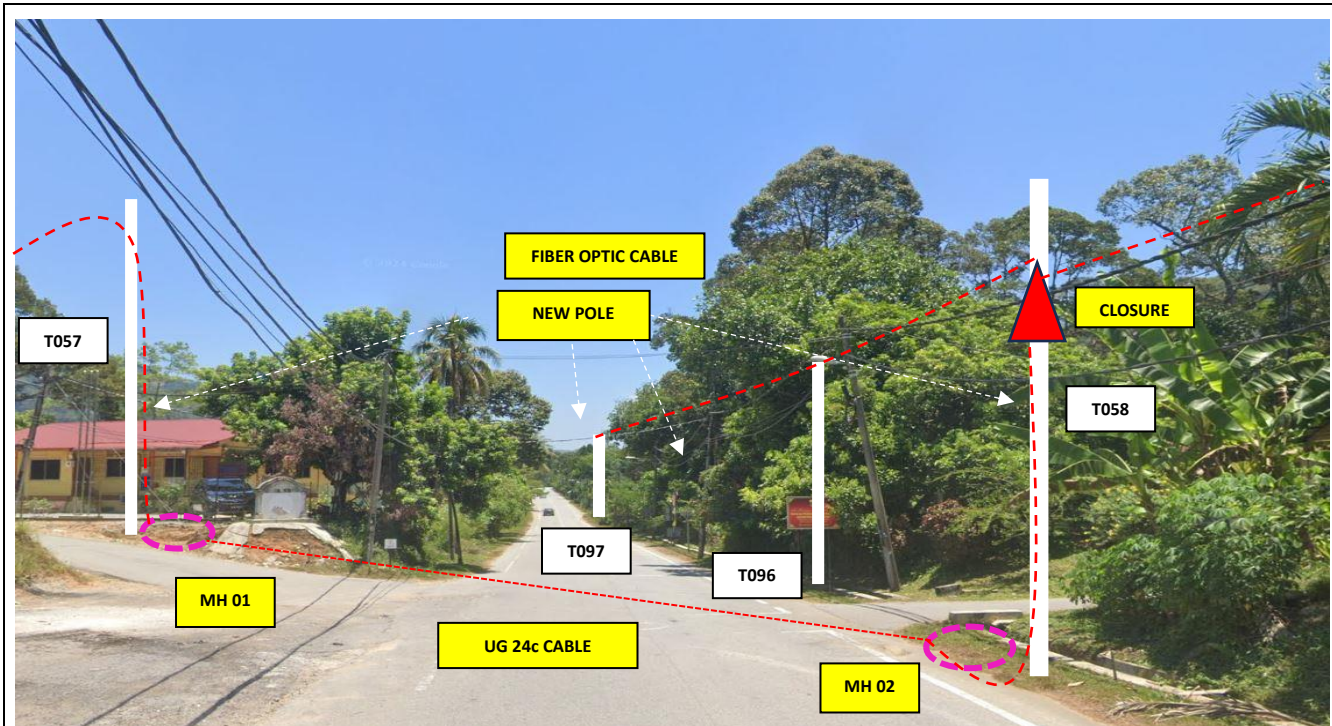 FIBER OPTIC CABLE
NEW POLE
CLOSURE
T057
T058
T097
T096
MH 01
UG 24c CABLE
MH 02